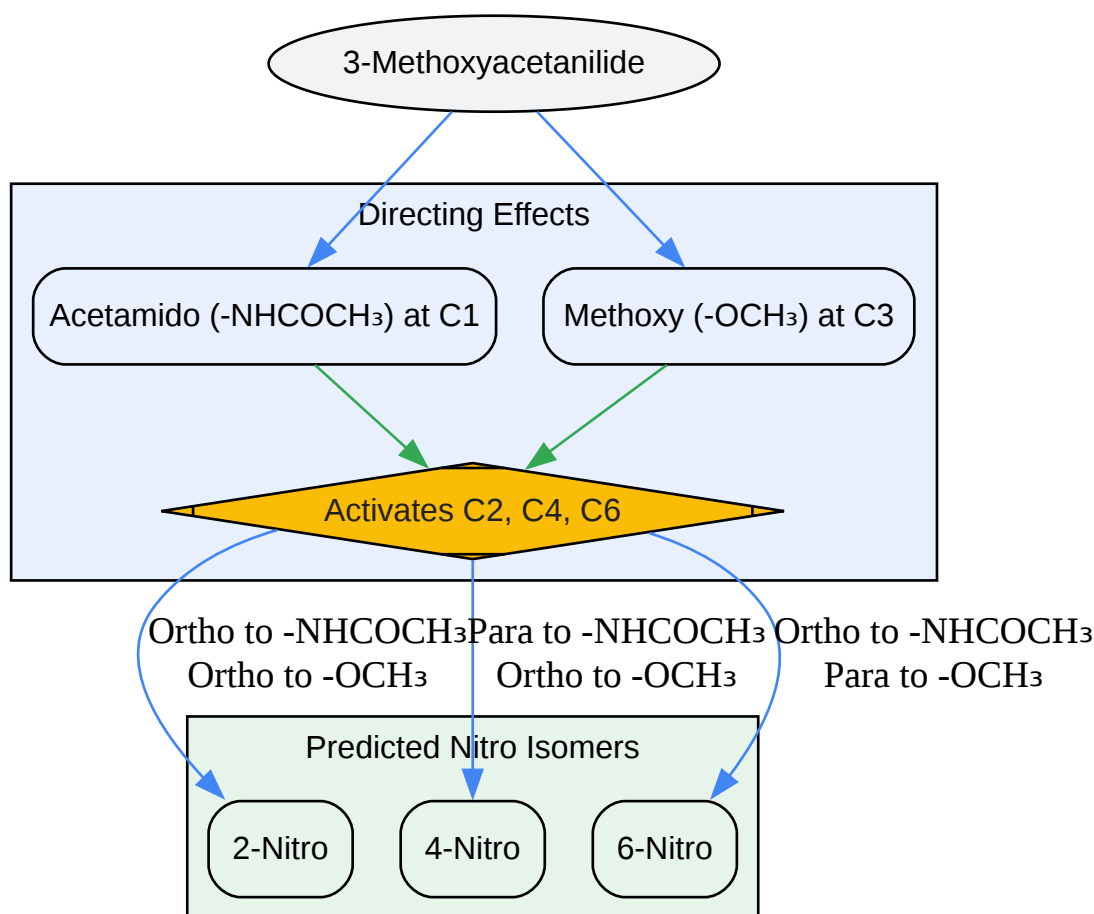 3-Methoxyacetanilide
Directing Effects
Acetamido (-NHCOCH₃) at C1
Methoxy (-OCH₃) at C3
Activates C2, C4, C6
Ortho to -NHCOCH₃
Ortho to -OCH₃
Para to -NHCOCH₃
Ortho to -OCH₃
Ortho to -NHCOCH₃
Para to -OCH₃
Predicted Nitro Isomers
2-Nitro
4-Nitro
6-Nitro